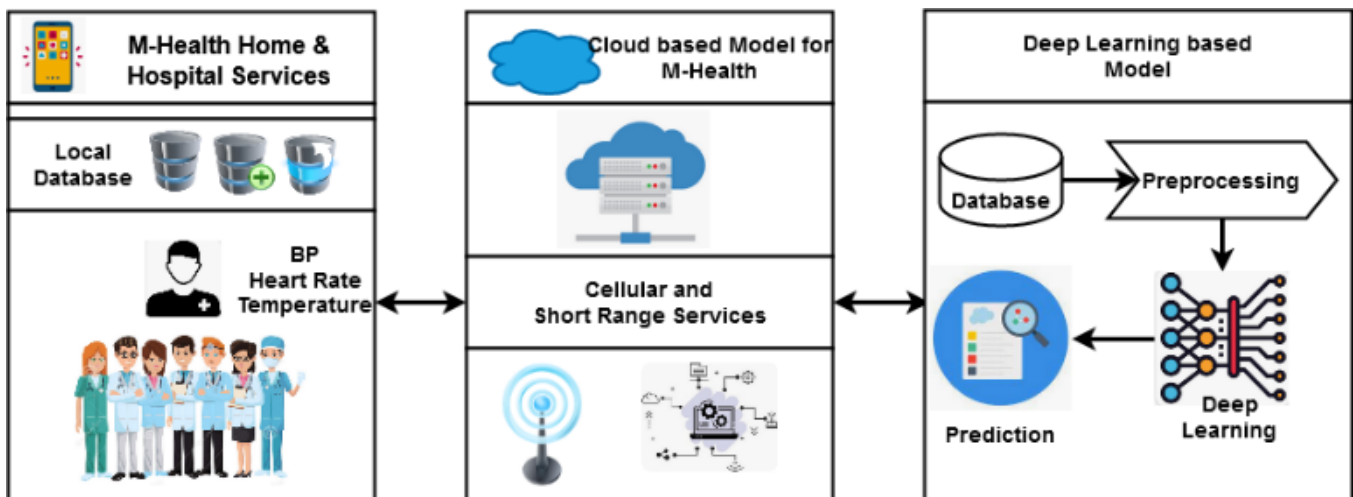 M-Health Home &
Hospital Services
Local
Database
BP
Heart Rate
Temperature
Cloud based Model for
M-Health
Cellular and
Short Range Services
Deep Learning based
Model
Database
Preprocessing
Prediction
Deep
Learning